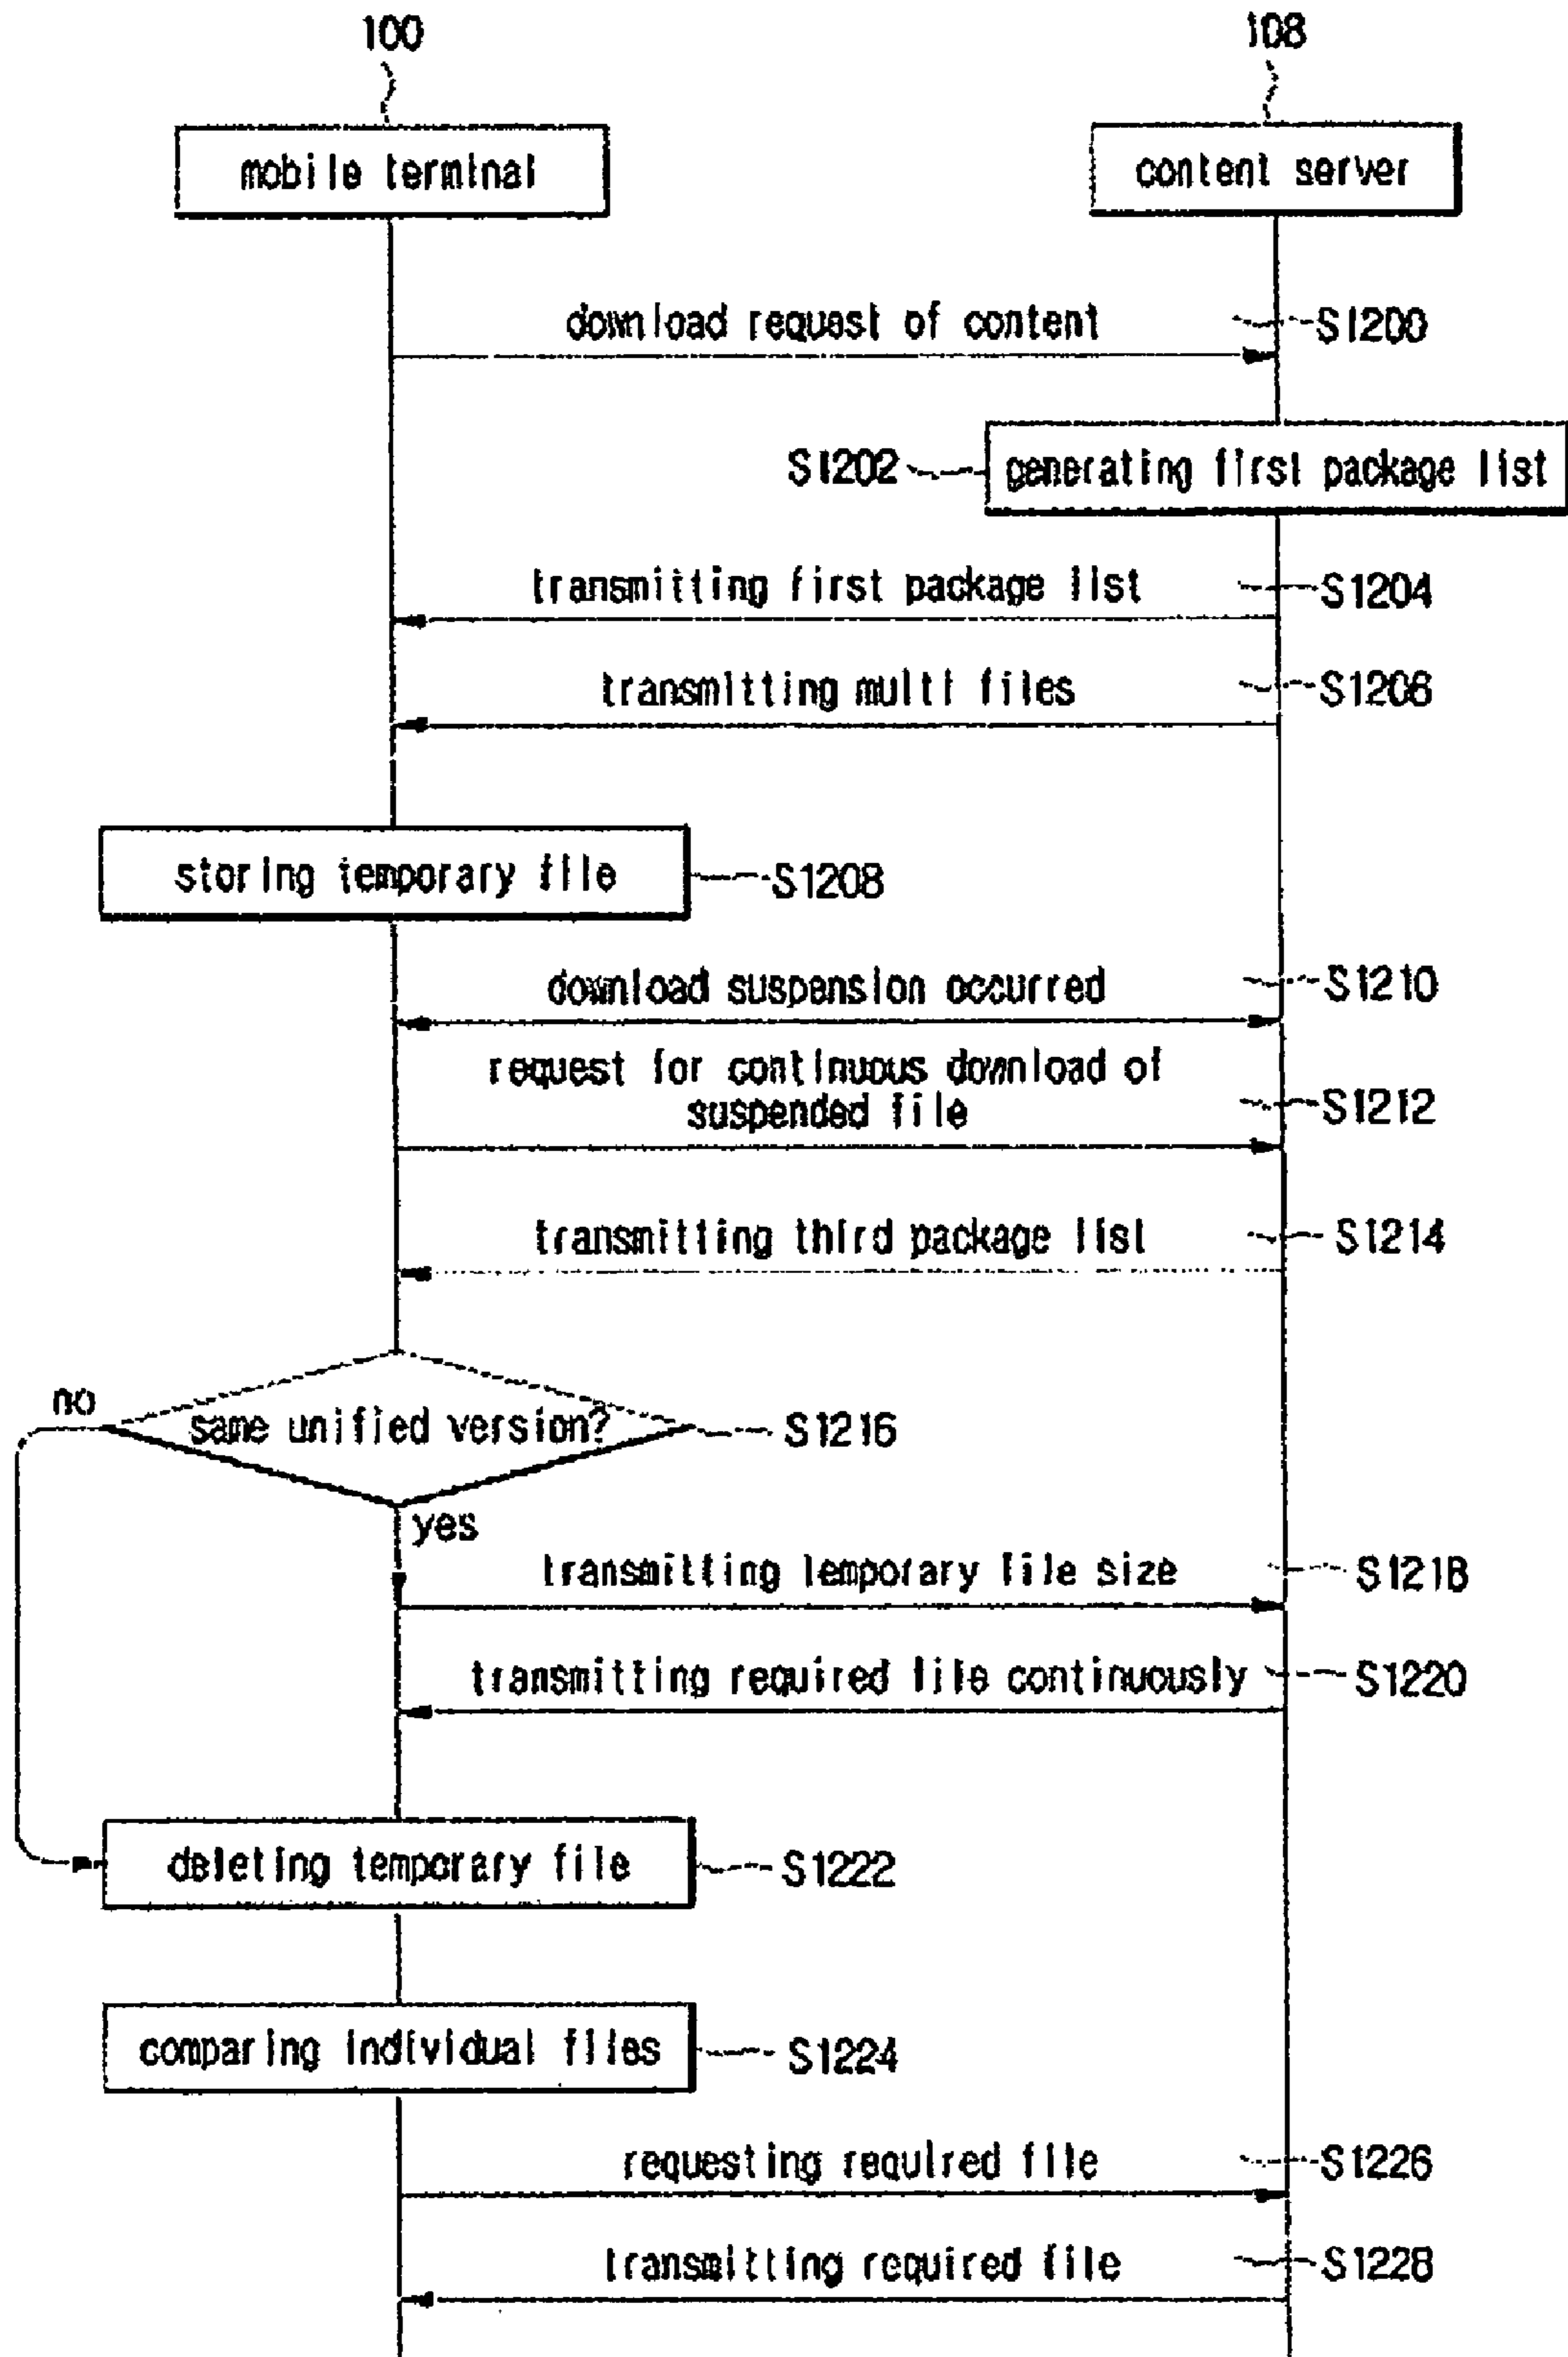 100
108
mobile terminal
content server
download request of content
S1200
S1202
generating first package list
transmitting first package list
S1204
transmitting multi files
S1206
storing temporary file
S1208
download suspension occurred
S1210
request for continuous download of
suspended file
S1212
transmitting third package list
S1214
no
same unified version?
S1216
yes
transmitting temporary file size
S1218
transmitting required file continuously
S1220
deleting temporary file
S1222
comparing individual files
S1224
requesting required file
S1226
transmitting required file
S1228